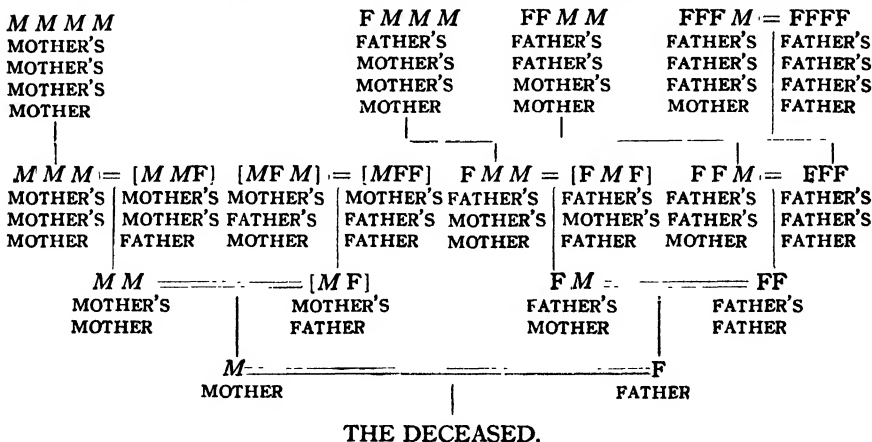 M M M M F M M M FF M M FFF M = FFFF
MOTHER'S FATHER'S FATHER'S FATHER'S FATHER'S
MOTHER'S MOTHER'S FATHER'S FATHER'S FATHER'S
MOTHER'S MOTHER'S MOTHER'S FATHER'S FATHER'S
MOTHER MOTHER MOTHER MOTHER FATHER
M M M = [M MF] [MF M] = [MFF] F M M = [F M F] F F M = FFF
MOTHER'S MOTHER'S MOTHER'S MOTHER'S FATHER'S FATHER'S FATHER'S FATHER'S
MOTHER'S MOTHER'S FATHER'S FATHER'S MOTHER'S MOTHER'S FATHER'S FATHER'S
MOTHER FATHER MOTHER FATHER MOTHER FATHER MOTHER FATHER
M M = [M F] F M = FF
MOTHER'S MOTHER'S FATHER'S FATHER'S
MOTHER FATHER MOTHER FATHER
M = F
MOTHER FATHER
THE DECEASED.